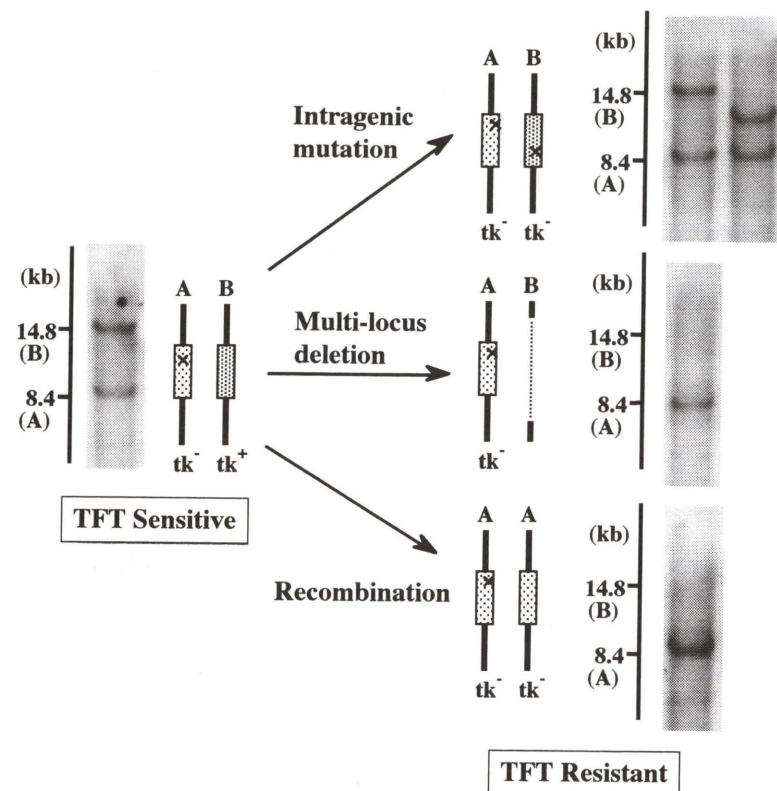 (kb)
14.8
(B)
8.4
(A)
A B
tk- tk+
TFT Sensitive
Intragenic
mutation
A B
tk- tk-
(kb)
14.8
(B)
8.4
(A)
Multi-locus
deletion
A B
tk-
(kb)
14.8
(B)
8.4
(A)
Recombination
A A
tk- tk-
(kb)
14.8
(B)
8.4
(A)
TFT Resistant